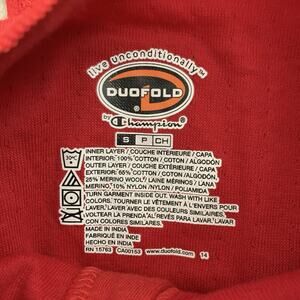 live unconditionally™
DUOFOLD
by Champion
S P CH
30°C
INNER LAYER / COUCHE INTERIEURE / CAPA
INTERIOR: 100% COTTON / COTON / ALGODÓN
OUTER LAYER / COUCHE EXTÉRIEURE / CAPA
EXTERIOR: 65% COTTON / COTON / ALGODÓN
25% MERINO WOOL / LAINE MÉRINOS / LANA
MERINO, 10% NYLON /NYLON / POLIAMIDA
TURN GARMENT INSIDE OUT. WASH WITH LIKE
COLORS. TOURNER LE VÊTEMENT À L'ENVERS POUR
LAVER. LAVER AVEC DES COULEURS SIMILAIRES.
VOLTEA LA PRENDA AL REVÉS PARA LAVAR. LAVAR
CON COLORES SIMILARES.
MADE IN INDIA
FABRIQUÉ EN INDE
HECHO EN INDIA
RN 15763 CA00153 www.duofold.com 14